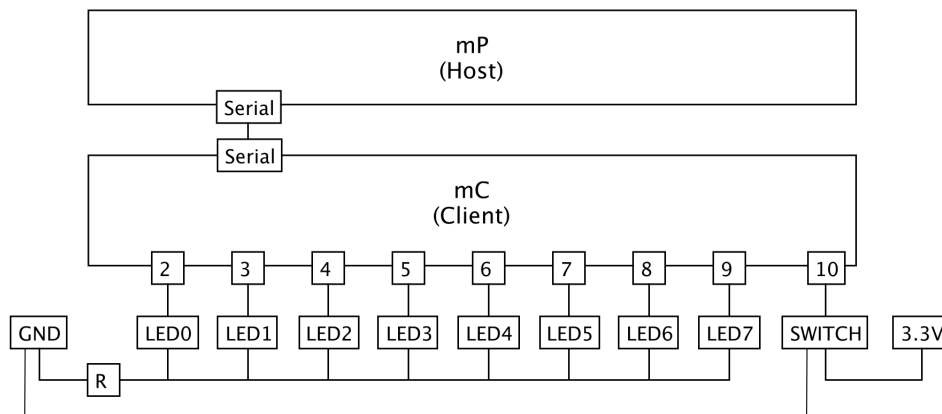 mP
(Host)
Serial
Serial
mC
(Client)
2 3 4 5 6 7 8 9 10
GND LED0 LED1 LED2 LED3 LED4 LED5 LED6 LED7 SWITCH 3.3V
R